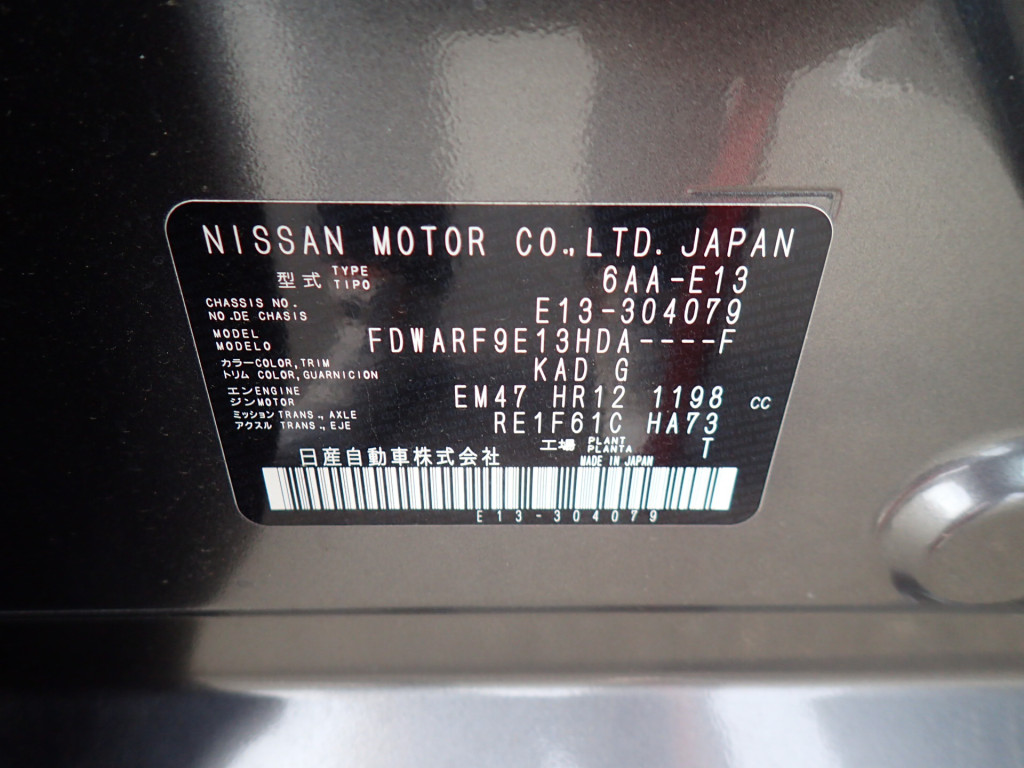 NISSAN MOTOR CO.,LTD. JAPAN
型式 TYPE TIPO 6AA-E13
CHASSIS NO. NO.DE CHASIS E13-304079
MODEL MODELO FDWARF9E13HDA----F
カラー COLOR,TRIM トリム COLOR,GUARNICION KAD G
エンジン ENGINE MOTOR EM47 HR12 1198 CC
ミッション TRANS., AXLE アクスル TRANS., EJE RE1F61C HA73
工場 PLANT PLANTA T
日産自動車株式会社 MADE IN JAPAN
E13-304079